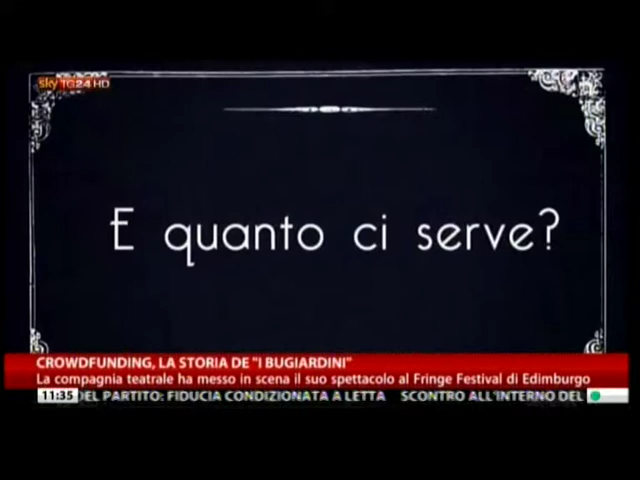 sky TG24 HD
E quanto ci serve?
CROWDFUNDING, LA STORIA DE "I BUGIARDINI"
La compagnia teatrale ha messo in scena il suo spettacolo al Fringe Festival di Edimburgo
11:35 DEL PARTITO: FIDUCIA CONDIZIONATA A LETTA SCONTRO ALL'INTERNO DEL